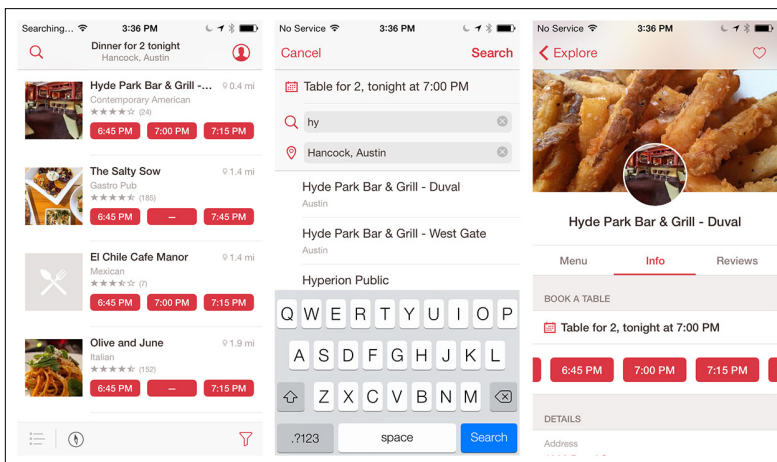 Searching...
3:36 PM
Dinner for 2 tonight
Hancock, Austin
Hyde Park Bar & Grill -...
0.4 mi
Contemporary American
(24)
6:45 PM
7:00 PM
7:15 PM
The Salty Sow
1.4 mi
Gastro Pub
(185)
6:45 PM
–
7:45 PM
El Chile Cafe Manor
1.4 mi
Mexican
(7)
6:45 PM
7:00 PM
7:15 PM
Olive and June
1.9 mi
Italian
(152)
6:45 PM
–
7:15 PM
No Service
3:36 PM
Cancel
Search
Table for 2, tonight at 7:00 PM
hy
Hancock, Austin
Hyde Park Bar & Grill - Duval
Austin
Hyde Park Bar & Grill - West Gate
Austin
Hyperion Public
Q W E R T Y U I O P
A S D F G H J K L
Z X C V B N M
.?123
space
Search
No Service
3:36 PM
Explore
Hyde Park Bar & Grill - Duval
Menu
Info
Reviews
BOOK A TABLE
Table for 2, tonight at 7:00 PM
6:45 PM
7:00 PM
7:15 PM
DETAILS
Address